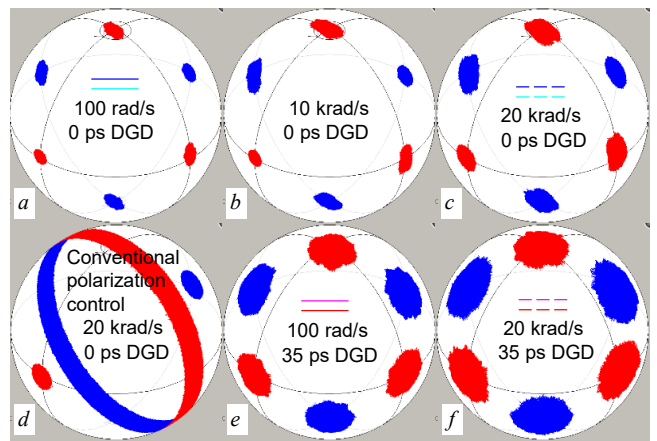 100 rad/s
0 ps DGD
a
10 krad/s
0 ps DGD
b
20 krad/s
0 ps DGD
c
Conventional
polarization
control
20 krad/s
0 ps DGD
d
100 rad/s
35 ps DGD
e
20 krad/s
35 ps DGD
f